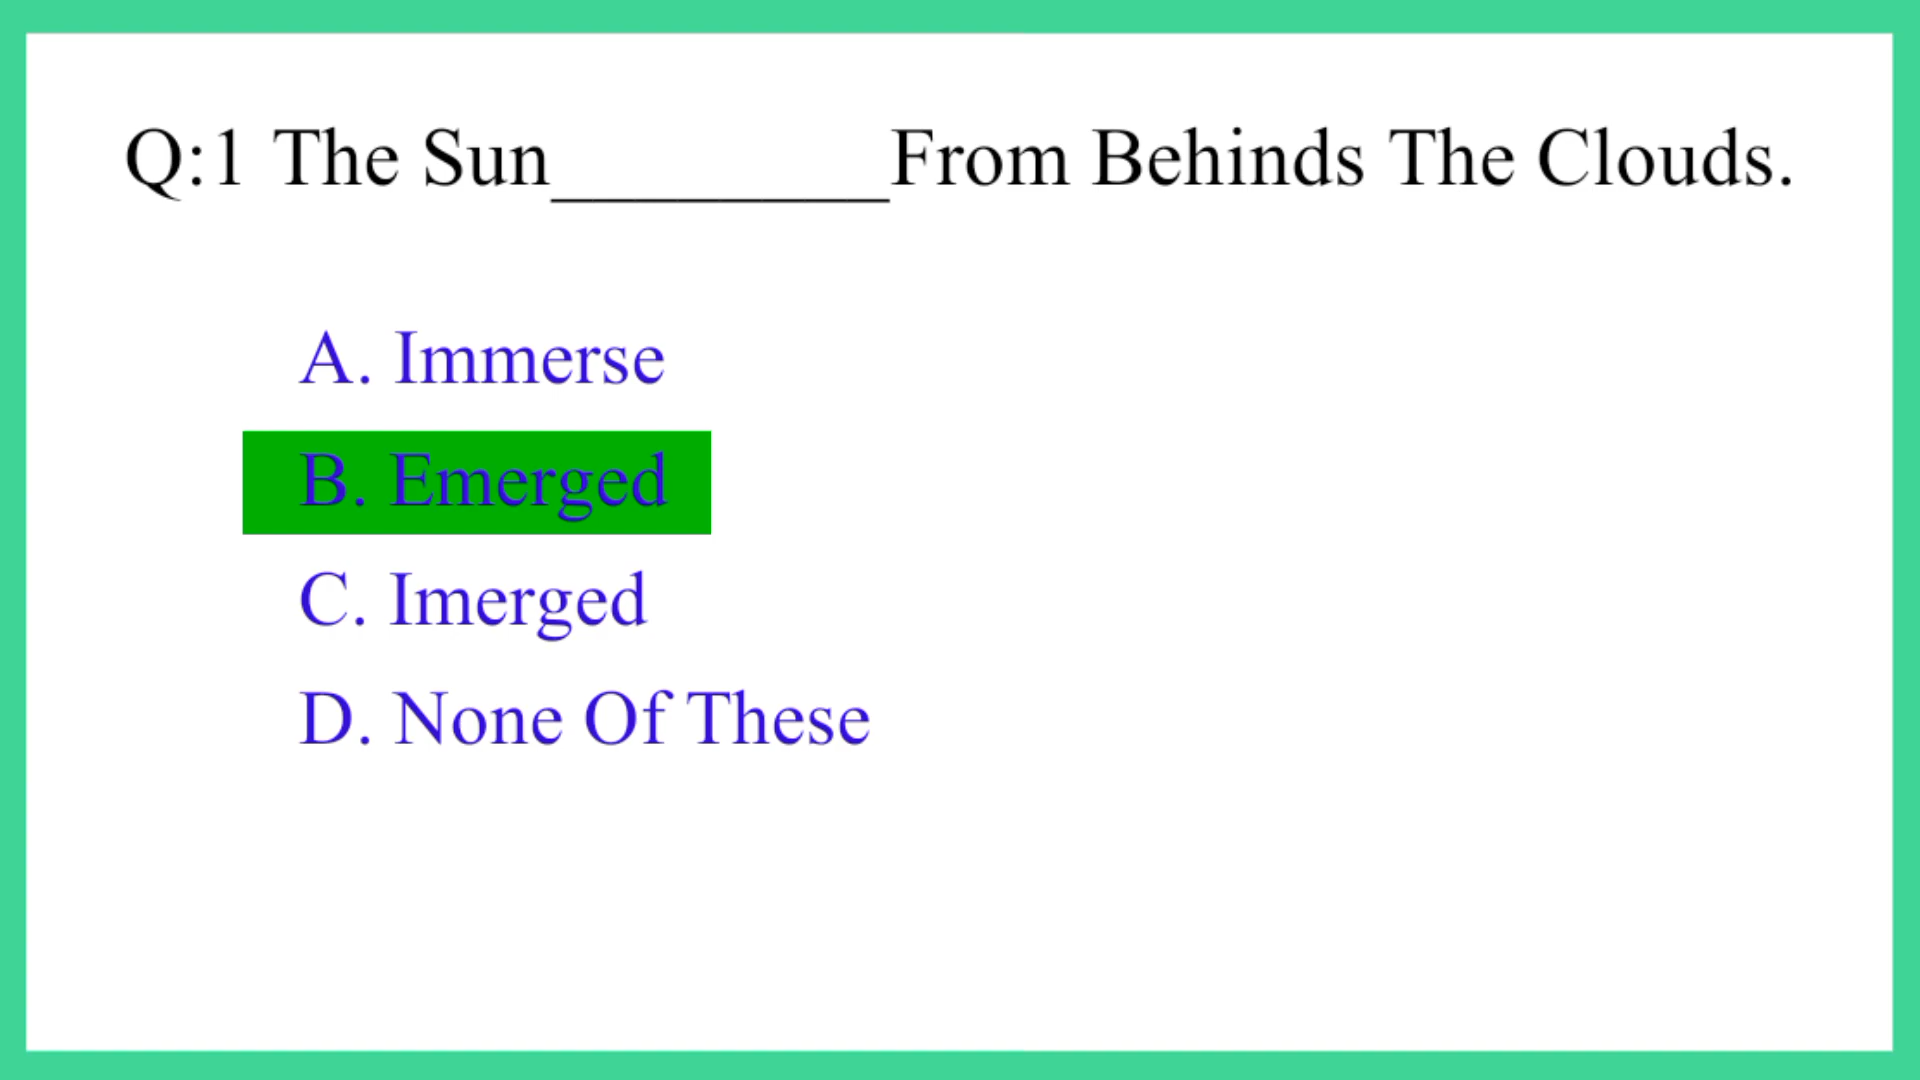 Q:1 The Sun_________From Behinds The Clouds.
A. Immerse
B. Emerged
C. Imerged
D. None Of These